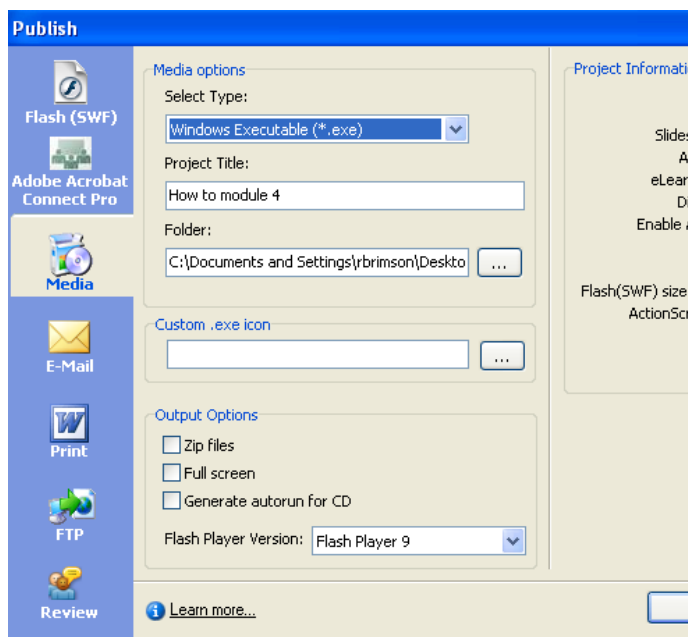 Publish
Flash (SWF)
Adobe Acrobat
Connect Pro
Media
E-Mail
Print
FTP
Review
Media options
Select Type:
Windows Executable (*.exe)
Project Title:
How to module 4
Folder:
C:\Documents and Settings\rbrimson\Deskto
...
Custom .exe icon
...
Output Options
Zip files
Full screen
Generate autorun for CD
Flash Player Version:
Flash Player 9
Learn more...
Project Informati
Slides
A
eLear
Di
Enable a
Flash(SWF) size
ActionScr